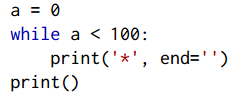 a = 0
while a < 100:
    print('*', end='')
print()